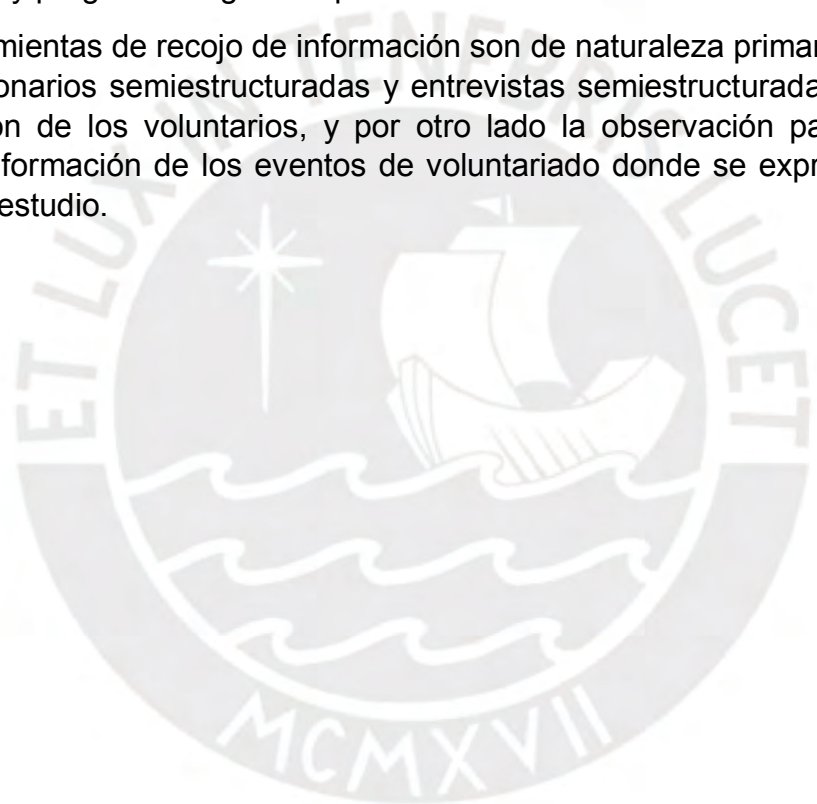 mientas de recojo de información son de naturaleza primar
onarios semiestructuradas y entrevistas semiestructurada
ón de los voluntarios, y por otro lado la observación pa
formación de los eventos de voluntariado donde se expr
estudio.
ET LUX IN TENEBRIS LUCET
MCMXVII